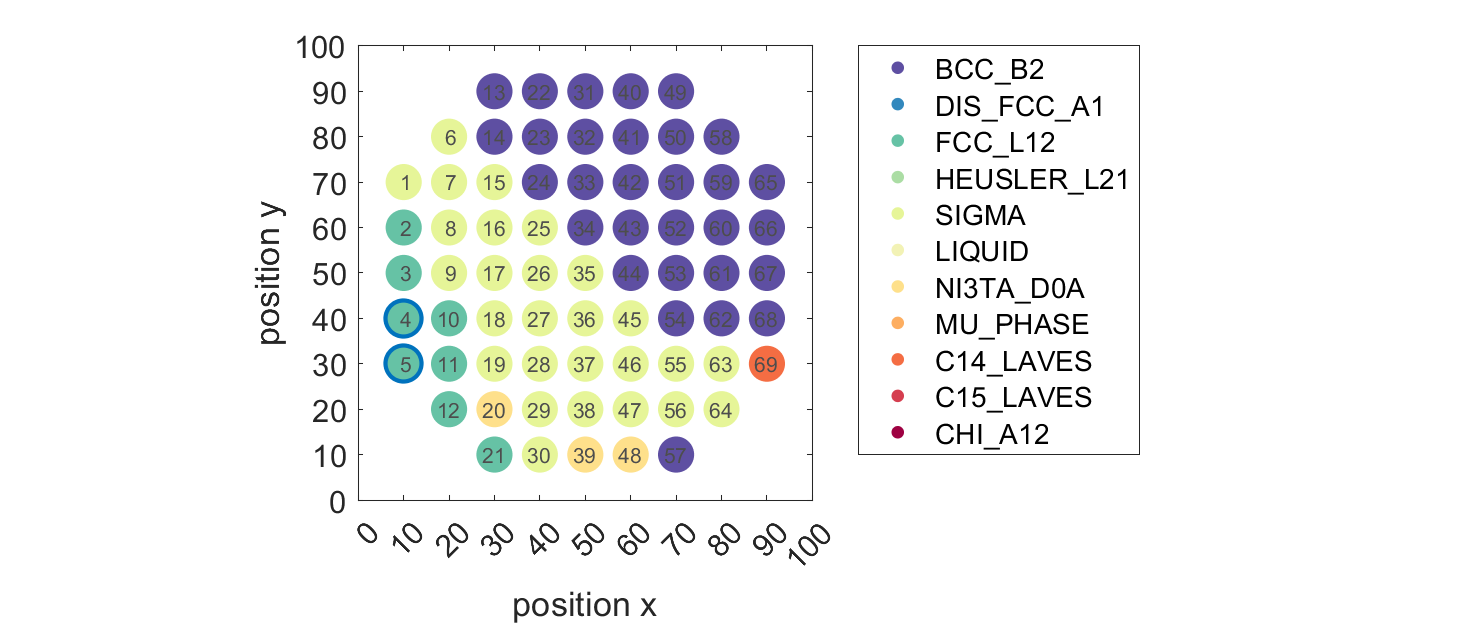 100
90
80
70
60
50
40
30
20
10
0
position y
13 22 31 40 49
6 14 23 32 41 50 58
1 7 15 24 33 42 51 59 65
2 8 16 25 34 43 52 60 66
3 9 17 26 35 44 53 61 67
4 10 18 27 36 45 54 62 68
5 11 19 28 37 46 55 63 69
12 20 29 38 47 56 64
21 30 39 48 57
0 10 20 30 40 50 60 70 80 90 100
position x
BCC_B2
DIS_FCC_A1
FCC_L12
HEUSLER_L21
SIGMA
LIQUID
NI3TA_D0A
MU_PHASE
C14_LAVES
C15_LAVES
CHI_A12